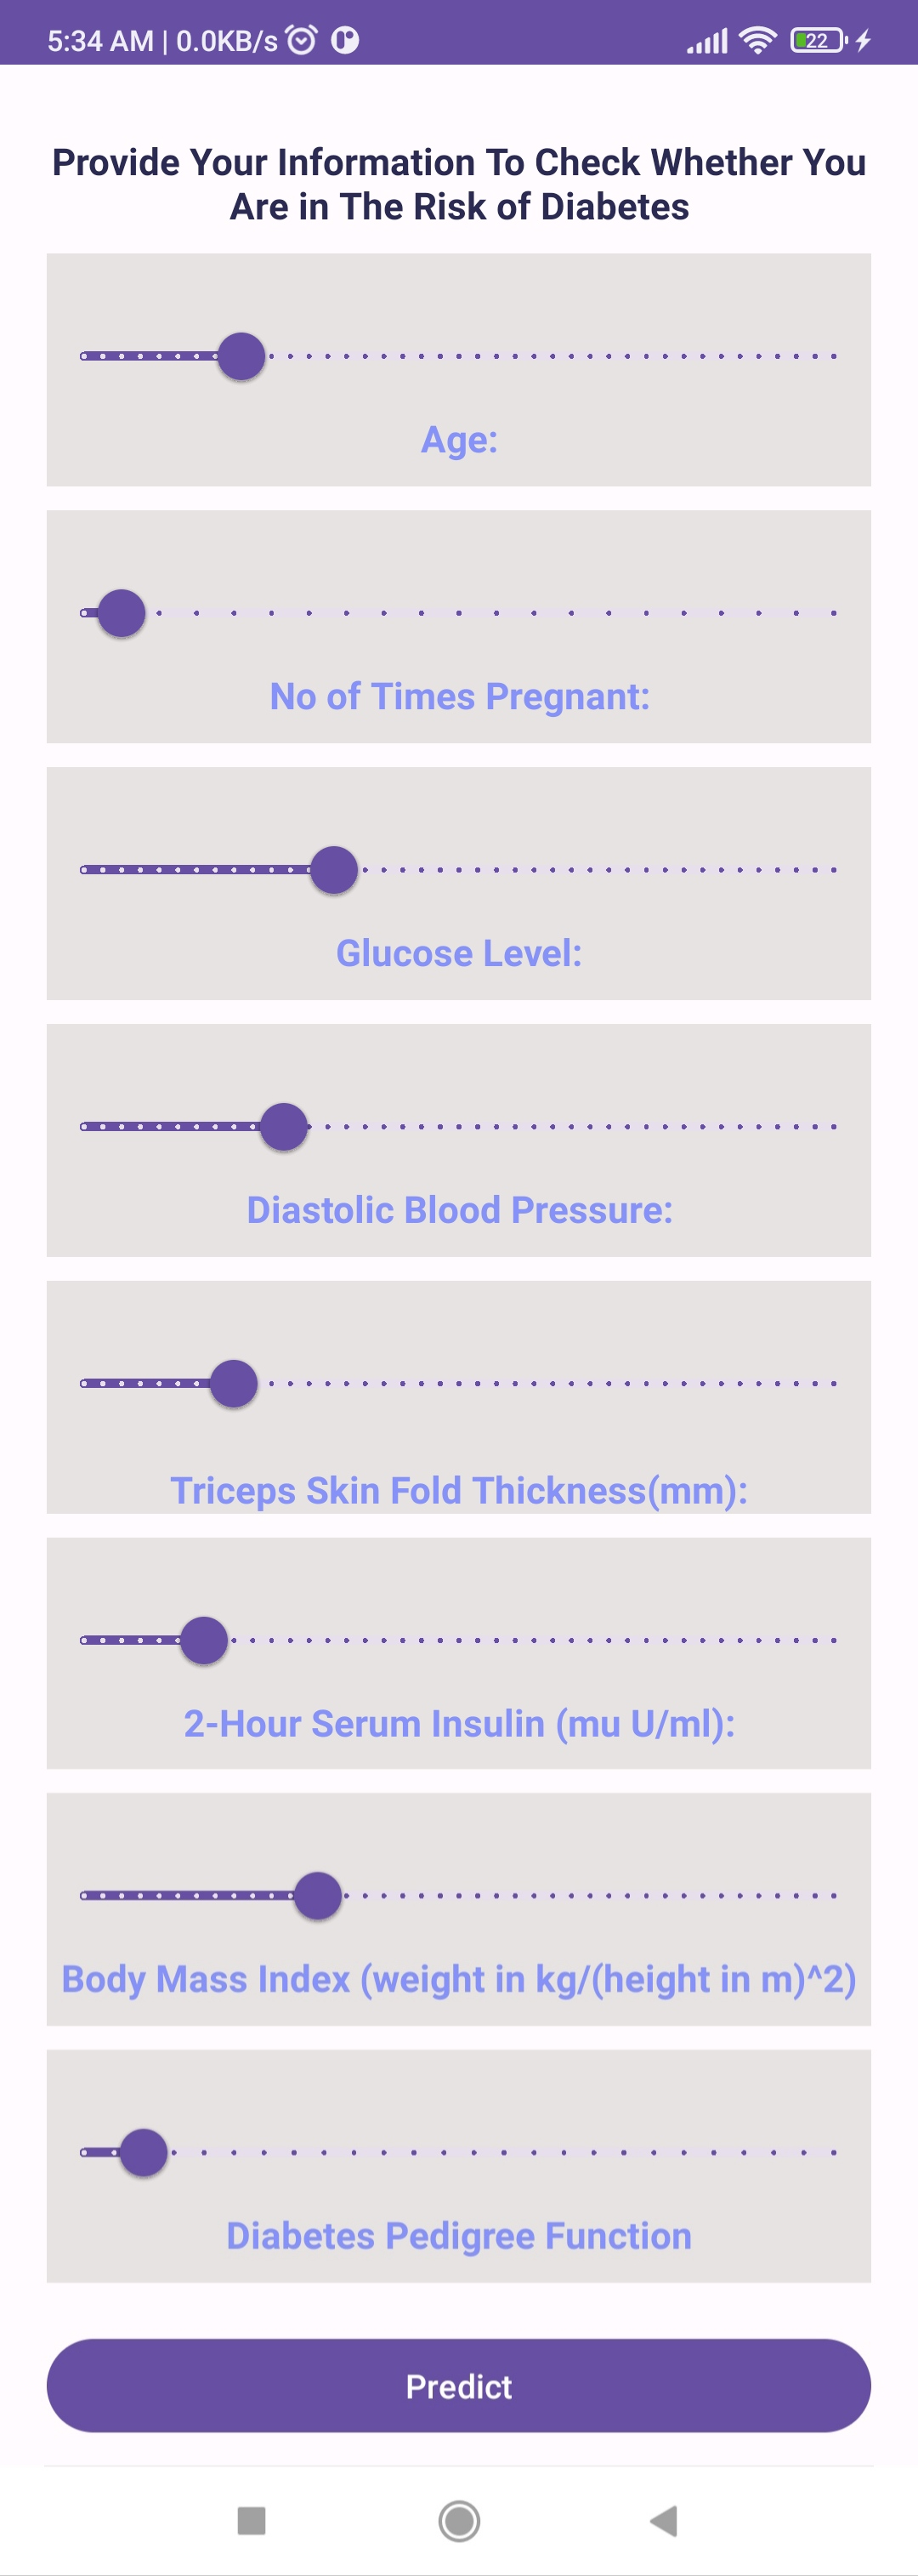 5:34 AM | 0.0KB/s
22
Provide Your Information To Check Whether You
Are in The Risk of Diabetes
Age:
No of Times Pregnant:
Glucose Level:
Diastolic Blood Pressure:
Triceps Skin Fold Thickness(mm):
2-Hour Serum Insulin (mu U/ml):
Body Mass Index (weight in kg/(height in m)^2)
Diabetes Pedigree Function
Predict